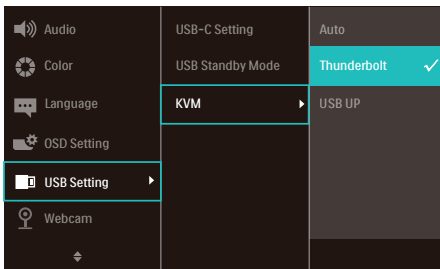 Audio
Color
Language
OSD Setting
USB Setting
Webcam
USB-C Setting
USB Standby Mode
KVM
Auto
Thunderbolt
USB UP